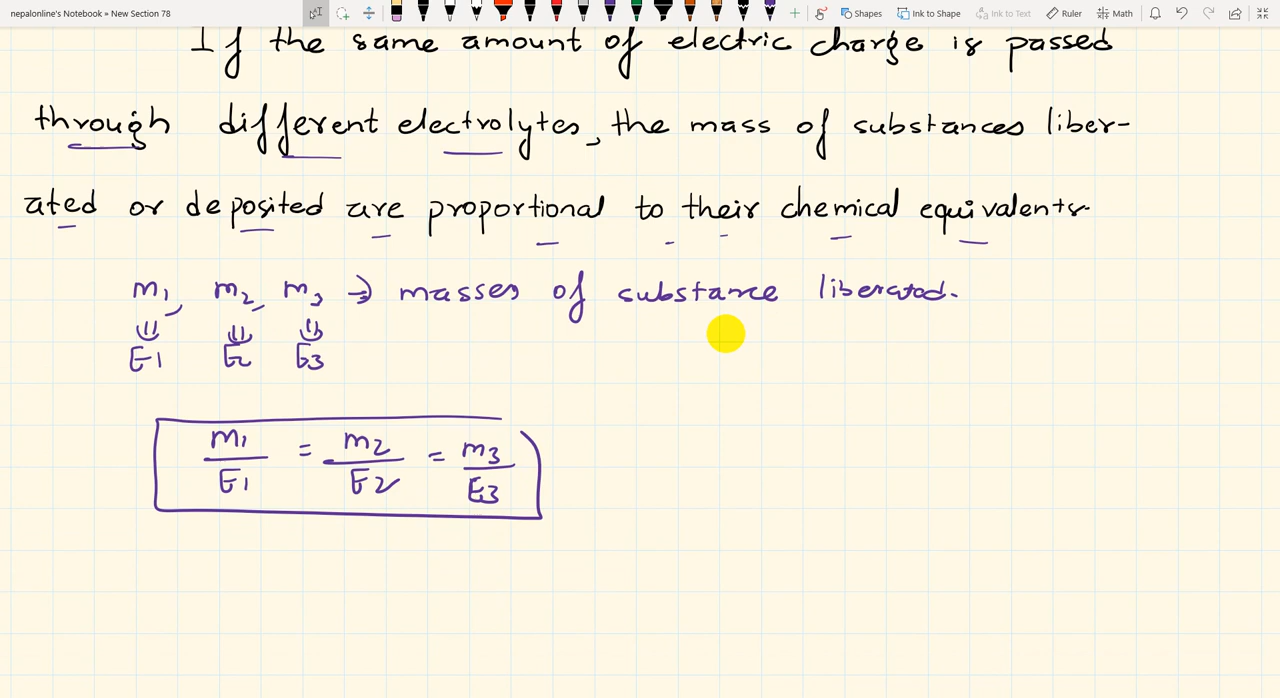 nepalonline's Notebook » New Section 78
Shapes Ink to Shape Ink to Text Ruler Math
If the same amount of electric charge is passed
through different electrolytes, the mass of substances liber-
ated or deposited are proportional to their chemical equivalents.
m1, m2, m3 → masses of substance liberated.
E1 E2 E3
m1/E1 = m2/E2 = m3/E3